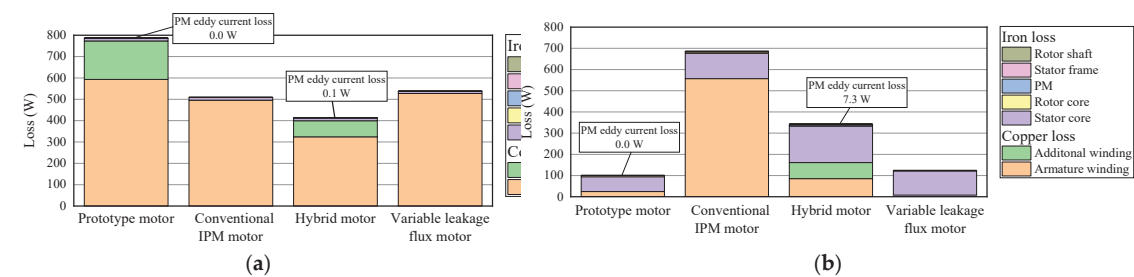 PM eddy current loss
0.0 W
PM eddy current loss
0.1 W
Loss (W)
800
700
600
500
400
300
200
100
0
Prototype motor
Conventional
IPM motor
Hybrid motor
Variable leakage
flux motor
(a)
PM eddy current loss
0.0 W
PM eddy current loss
7.3 W
Loss (W)
800
700
600
500
400
300
200
100
0
Prototype motor
Conventional
IPM motor
Hybrid motor
Variable leakage
flux motor
(b)
Iron loss
Rotor shaft
Stator frame
PM
Rotor core
Stator core
Copper loss
Additonal winding
Armature winding